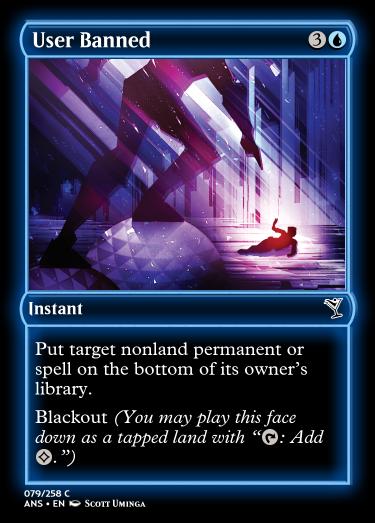 User Banned 3
Instant
Put target nonland permanent or
spell on the bottom of its owner's
library.
Blackout (You may play this face
down as a tapped land with “: Add
.”)
079/258 C
ANS • EN Scott Uminga